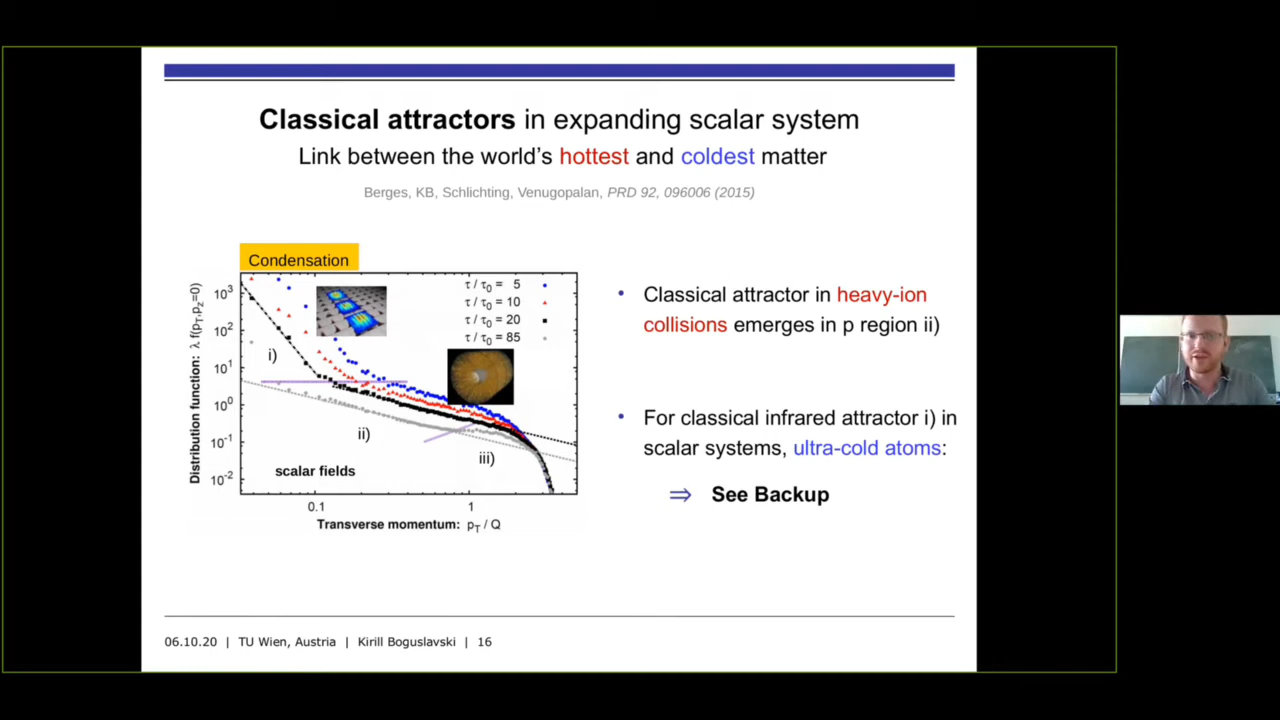 Classical attractors in expanding scalar system
Link between the world's hottest and coldest matter
Berges, KB, Schlichting, Venugopalan, PRD 92, 096006 (2015)
Condensation
Distribution function: λ f(pT,pz=0)
10³
10²
10¹
10⁰
10⁻¹
10⁻²
τ / τ₀ = 5
τ / τ₀ = 10
τ / τ₀ = 20
τ / τ₀ = 85
i)
ii)
iii)
scalar fields
0.1
1
Transverse momentum: pT / Q
• Classical attractor in heavy-ion
collisions emerges in p region ii)
• For classical infrared attractor i) in
scalar systems, ultra-cold atoms:
⇒ See Backup
06.10.20 | TU Wien, Austria | Kirill Boguslavski | 16